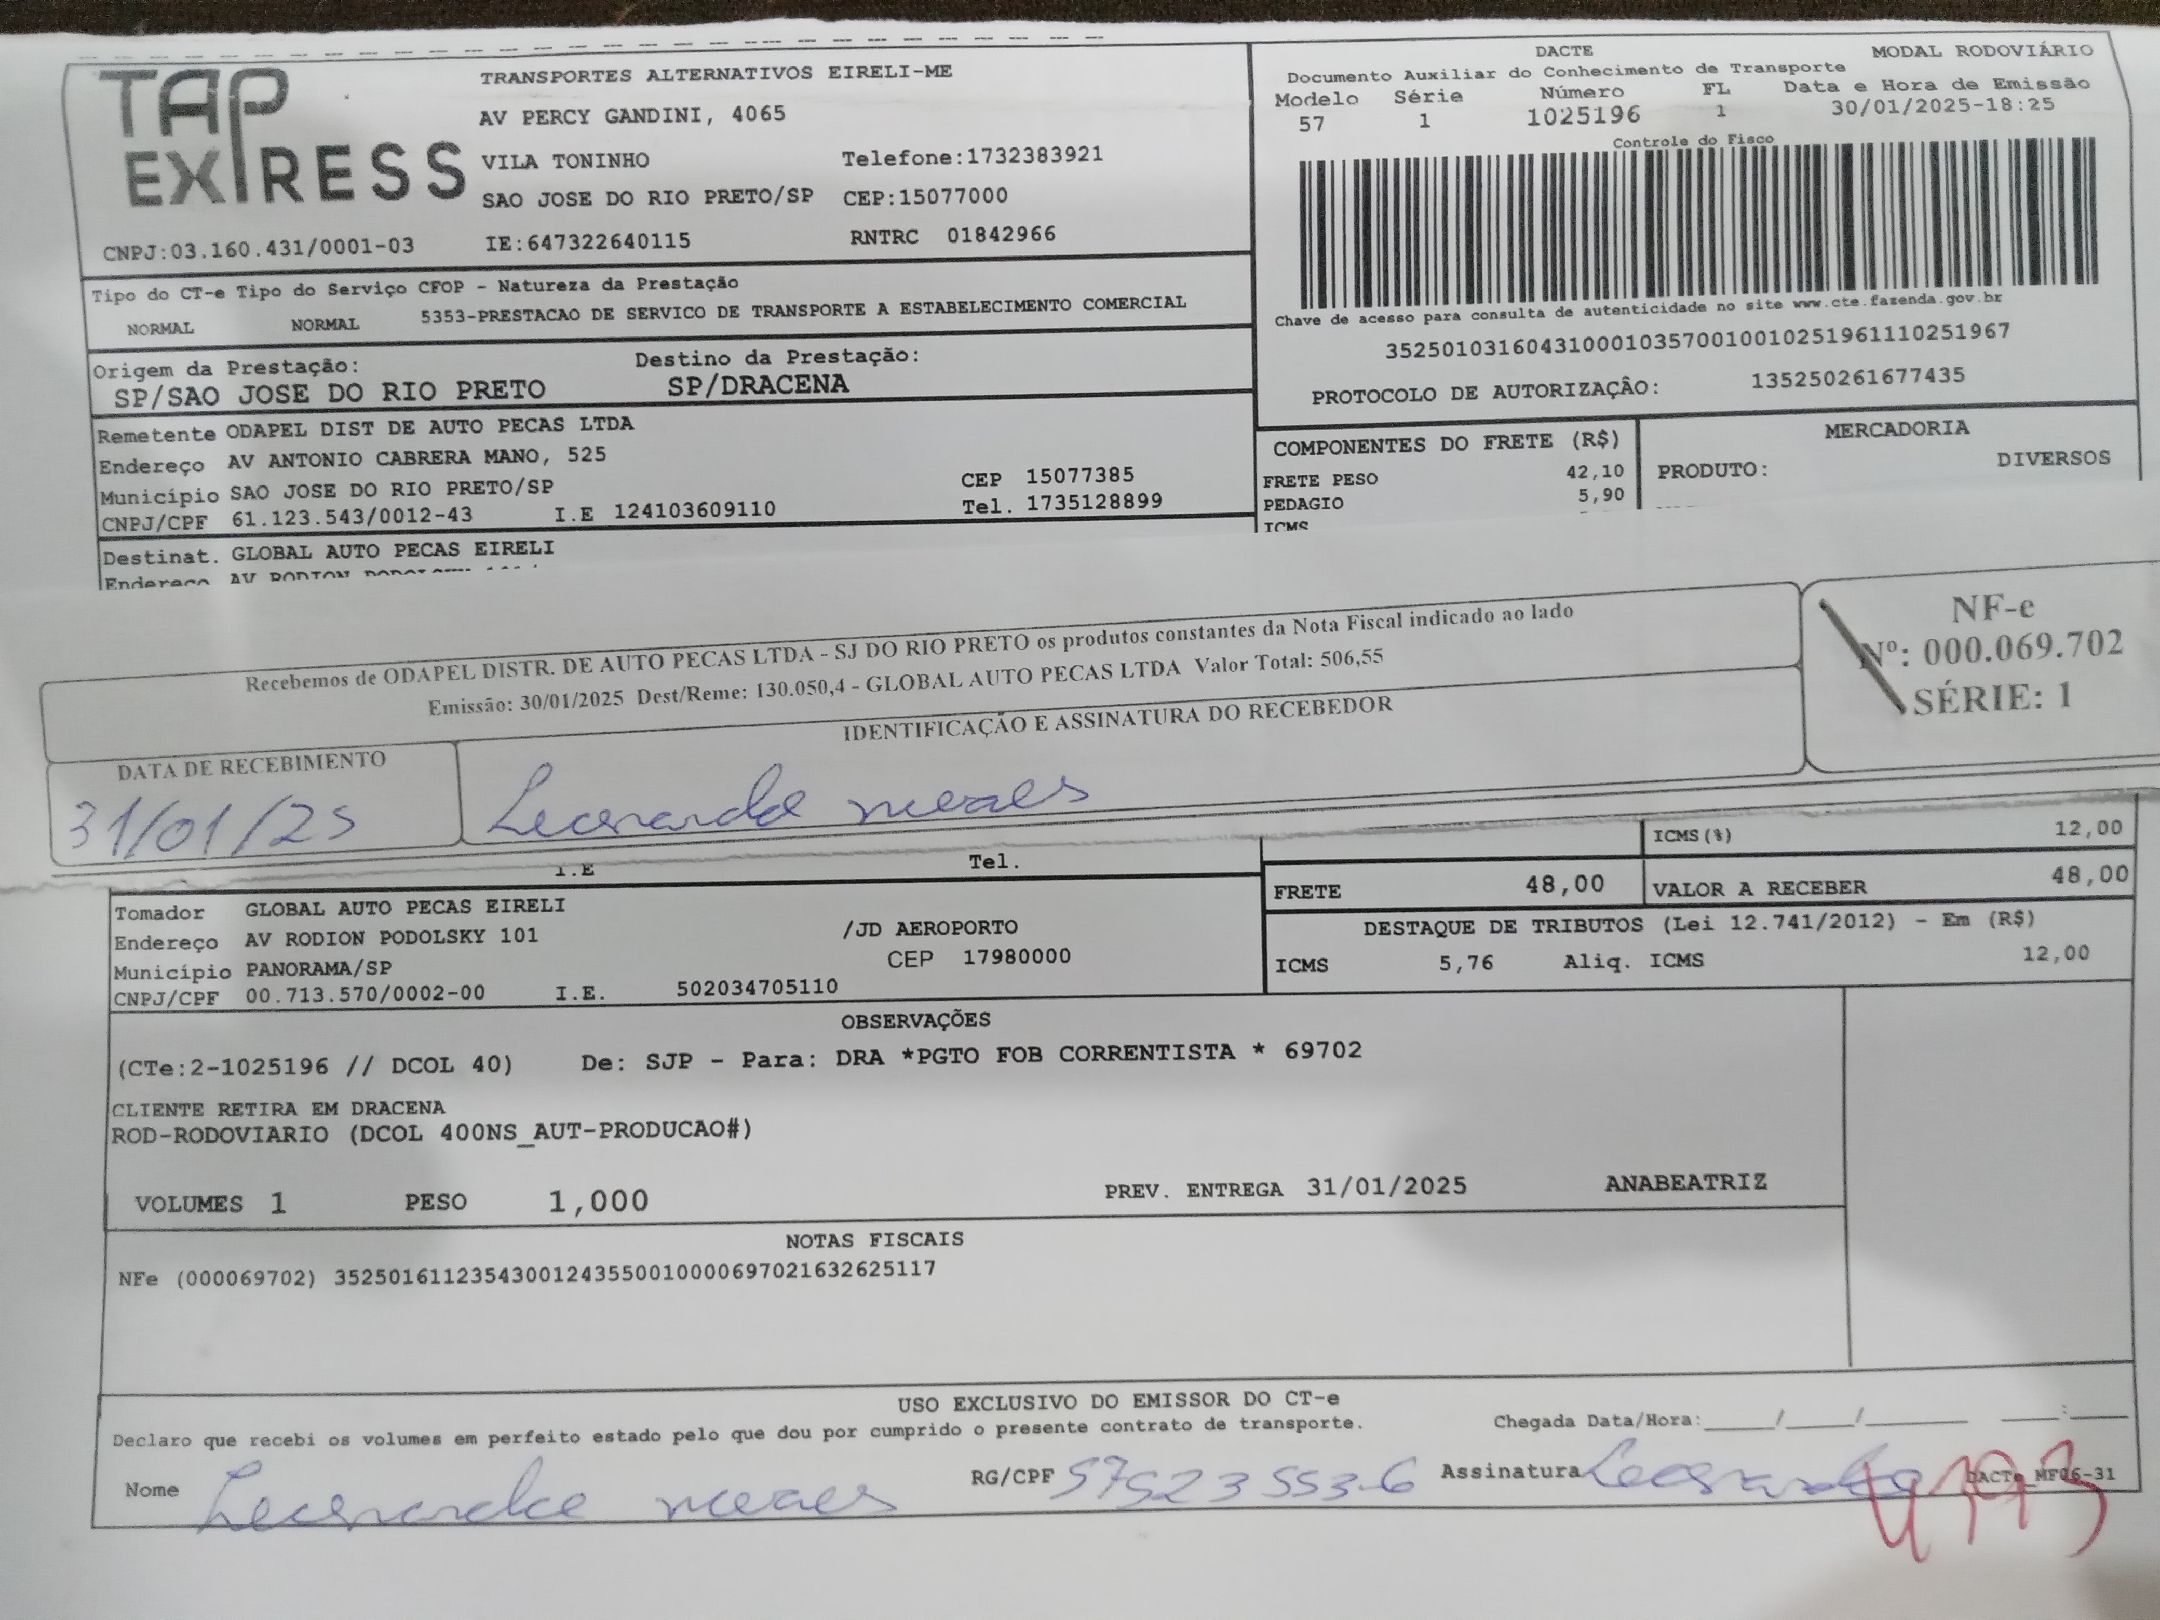 TAP EXPRESS
TRANSPORTES ALTERNATIVOS EIRELI-ME
AV PERCY GANDINI, 4065
VILA TONINHO Telefone:1732383921
SAO JOSE DO RIO PRETO/SP CEP:15077000
CNPJ:03.160.431/0001-03 IE:647322640115 RNTRC 01842966
DACTE MODAL RODOVIÁRIO
Documento Auxiliar do Conhecimento de Transporte
Modelo Série Número FL Data e Hora de Emissão
57 1 1025196 1 30/01/2025-18:25
Controle do Fisco
Chave de acesso para consulta de autenticidade no site www.cte.fazenda.gov.br
35250103160431000103570010010251961110251967
PROTOCOLO DE AUTORIZAÇÃO: 135250261677435
Tipo do CT-e Tipo do Serviço CFOP - Natureza da Prestação
NORMAL NORMAL 5353-PRESTACAO DE SERVICO DE TRANSPORTE A ESTABELECIMENTO COMERCIAL
Origem da Prestação: Destino da Prestação:
SP/SAO JOSE DO RIO PRETO SP/DRACENA
Remetente ODAPEL DIST DE AUTO PECAS LTDA
Endereço AV ANTONIO CABRERA MANO, 525
Município SAO JOSE DO RIO PRETO/SP CEP 15077385
CNPJ/CPF 61.123.543/0012-43 I.E 124103609110 Tel. 1735128899
COMPONENTES DO FRETE (R$)
FRETE PESO 42,10
PEDAGIO 5,90
ICMS
MERCADORIA
PRODUTO: DIVERSOS
Destinat. GLOBAL AUTO PECAS EIRELI
Endereço AV RODION PODOLSKY
Recebemos de ODAPEL DISTR. DE AUTO PECAS LTDA - SJ DO RIO PRETO os produtos constantes da Nota Fiscal indicado ao lado
Emissão: 30/01/2025 Dest/Reme: 130.050,4 - GLOBAL AUTO PECAS LTDA Valor Total: 506,55
NF-e
Nº: 000.069.702
SÉRIE: 1
DATA DE RECEBIMENTO IDENTIFICAÇÃO E ASSINATURA DO RECEBEDOR
31/01/25 Leonardo moraes
I.E Tel.
ICMS(%) 12,00
FRETE 48,00 VALOR A RECEBER 48,00
Tomador GLOBAL AUTO PECAS EIRELI
Endereço AV RODION PODOLSKY 101 /JD AEROPORTO
Município PANORAMA/SP CEP 17980000
CNPJ/CPF 00.713.570/0002-00 I.E. 502034705110
DESTAQUE DE TRIBUTOS (Lei 12.741/2012) - Em (R$)
ICMS 5,76 Aliq. ICMS 12,00
OBSERVAÇÕES
(CTe:2-1025196 // DCOL 40) De: SJP - Para: DRA *PGTO FOB CORRENTISTA * 69702
CLIENTE RETIRA EM DRACENA
ROD-RODOVIARIO (DCOL 400NS_AUT-PRODUCAO#)
VOLUMES 1 PESO 1,000 PREV. ENTREGA 31/01/2025 ANABEATRIZ
NOTAS FISCAIS
NFe (000069702) 35250161123543001243550010000697021632625117
USO EXCLUSIVO DO EMISSOR DO CT-e
Declaro que recebi os volumes em perfeito estado pelo que dou por cumprido o presente contrato de transporte. Chegada Data/Hora:____/____/______ ___:___
Nome Leonardo moraes RG/CPF 57523553-6 Assinatura Leonardo
DACTe_MF06-31